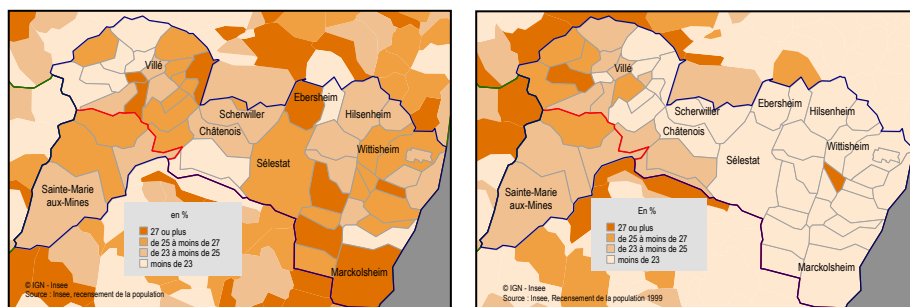 Villé
Ebersheim
Scherwiller
Hilsenheim
Châtenois
Wittisheim
Sélestat
Sainte-Marie
aux-Mines
en %
27 ou plus
de 25 à moins de 27
de 23 à moins de 25
moins de 23
Marckolsheim
© IGN - Insee
Source : Insee, recensement de la population
Villé
Ebersheim
Scherwiller
Hilsenheim
Châtenois
Wittisheim
Sélestat
Sainte-Marie
aux-Mines
En %
27 ou plus
de 25 à moins de 27
de 23 à moins de 25
moins de 23
Marckolsheim
© IGN - Insee
Source : Insee, Recensement de la population 1999